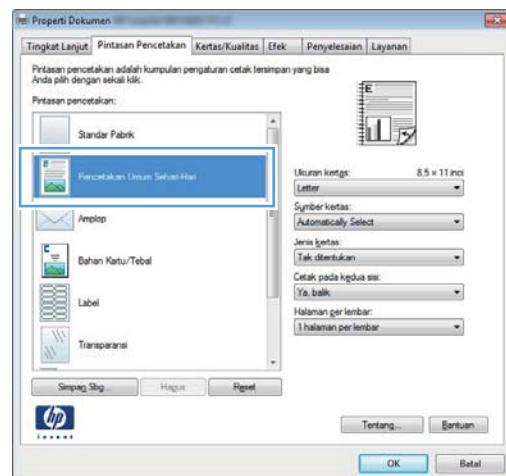 Properti Dokumen
Tingkat Lanjut Pintasan Pencetakan Kertas/Kualitas Efek Penyelesaian Layanan
Pintasan pencetakan adalah kumpulan pengaturan cetak tersimpan yang bisa
Anda pilih dengan sekali klik.
Pintasan pencetakan:
Standar Pabrik
Pencetakan Umum Sehari-Hari
Amplop
Bahan Kartu/Tebal
Label
Transparansi
Simpan Sbg...
Hapus
Reset
E
Ukuran kertas: 8,5 × 11 inci
Letter
Sumber kertas:
Automatically Select
Jenis kertas:
Tak ditentukan
Cetak pada kedua sisi:
Ya, balik
Halaman per lembar:
1 halaman per lembar
hp
invent
Tentang...
Bantuan
OK
Batal